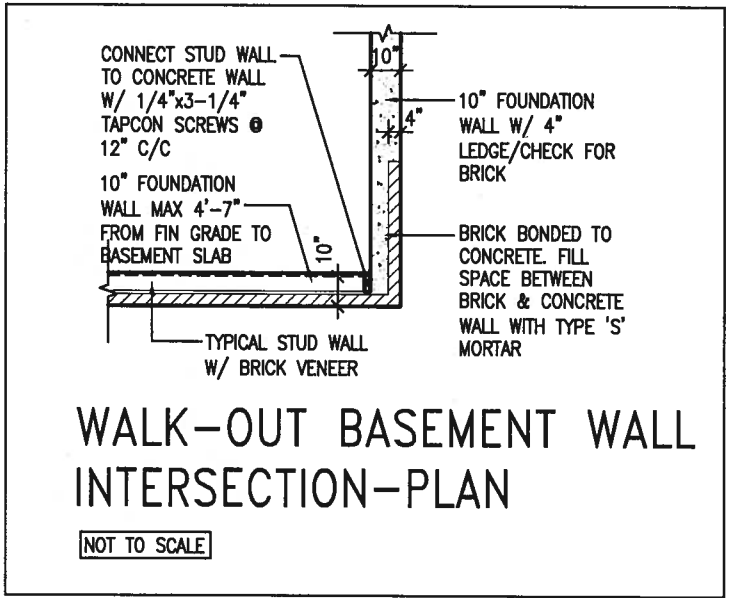 CONNECT STUD WALL
TO CONCRETE WALL
W/ 1/4"x3-1/4"
TAPCON SCREWS @
12" C/C
10" FOUNDATION
WALL MAX 4'-7"
FROM FIN GRADE TO
BASEMENT SLAB
10"
10"
4"
10" FOUNDATION
WALL W/ 4"
LEDGE/CHECK FOR
BRICK
BRICK BONDED TO
CONCRETE. FILL
SPACE BETWEEN
BRICK & CONCRETE
WALL WITH TYPE 'S'
MORTAR
TYPICAL STUD WALL
W/ BRICK VENEER
WALK-OUT BASEMENT WALL
INTERSECTION-PLAN
NOT TO SCALE